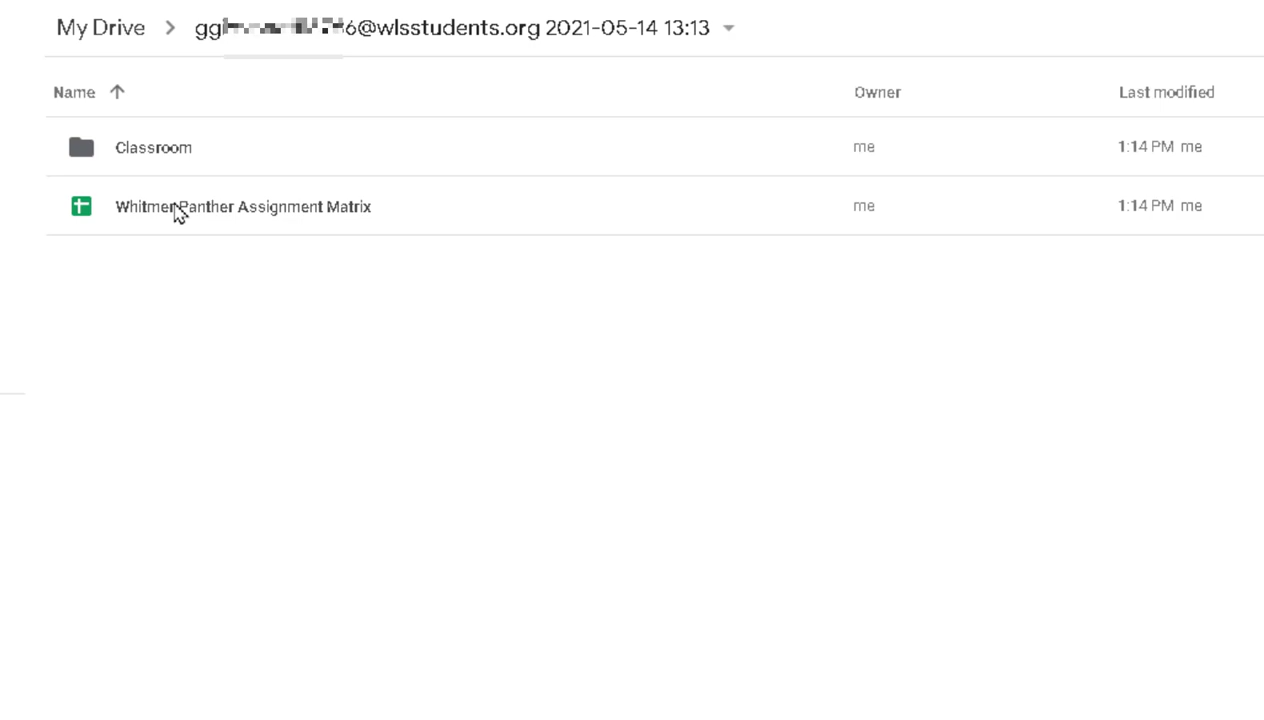 My Drive > 6@wlsstudents.org 2021-05-14 13:13
Name Owner Last modified
Classroom me 1:14 PM me
Whitmer Panther Assignment Matrix me 1:14 PM me